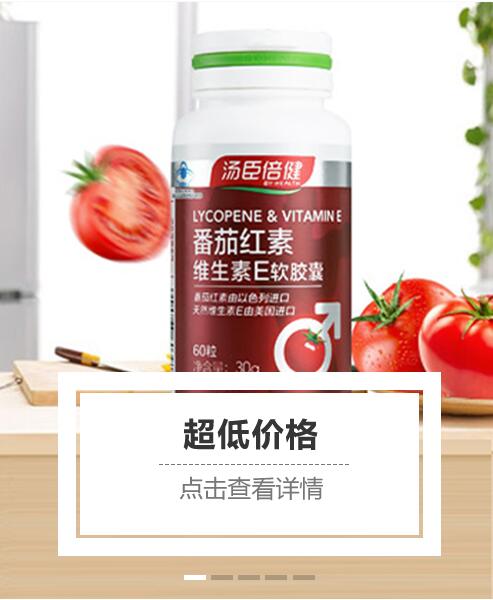 汤臣倍健
BY-HEALTH
LYCOPENE & VITAMIN E
番茄红素
维生素E软胶囊
番茄红素由以色列进口
天然维生素E由美国进口
60粒
净含量：30g
超低价格
点击查看详情